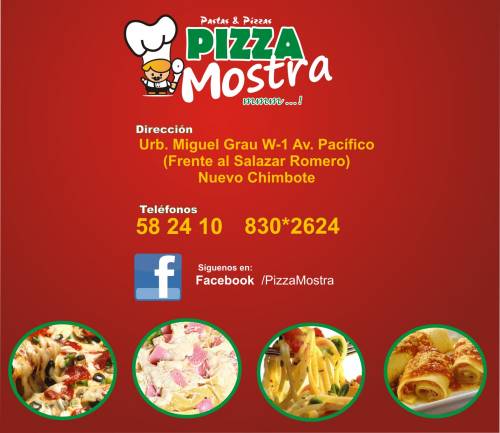 Pastas & Pizzas
PIZZA
Mostra
mmm...!
Dirección
Urb. Miguel Grau W-1 Av. Pacífico
(Frente al Salazar Romero)
Nuevo Chimbote
Teléfonos
58 24 10 830*2624
f
Siguenos en:
Facebook /PizzaMostra